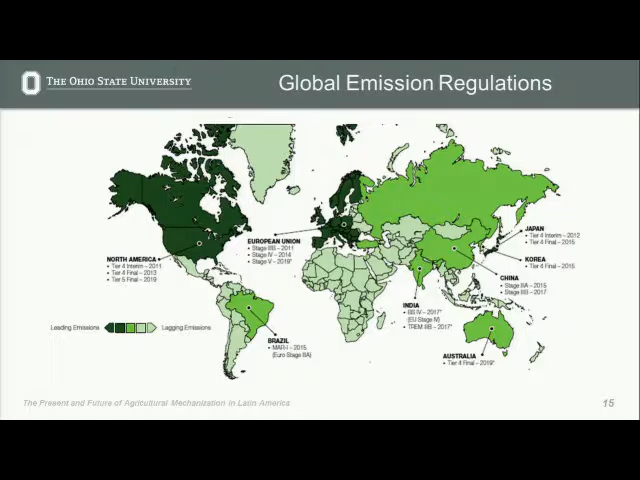 THE OHIO STATE UNIVERSITY
Global Emission Regulations
NORTH AMERICA
• Tier 4 Interim – 2011
• Tier 4 Final – 2013
• Tier 5 Final – 2019
EUROPEAN UNION
• Stage IIIB – 2011
• Stage IV – 2014
• Stage V – 2019*
JAPAN
• Tier 4 Interim – 2012
• Tier 4 Final – 2015
KOREA
• Tier 4 Final – 2015
CHINA
• Stage IIIA – 2015
• Stage IIIB – 2017
INDIA
• BS IV – 2017*
(EU Stage IV)
• TREM IIIB – 2017*
BRAZIL
• MAR-I – 2015
(Euro Stage IIIA)
AUSTRALIA
• Tier 4 Final – 2019*
Leading Emissions
Lagging Emissions
The Present and Future of Agricultural Mechanization in Latin America
15